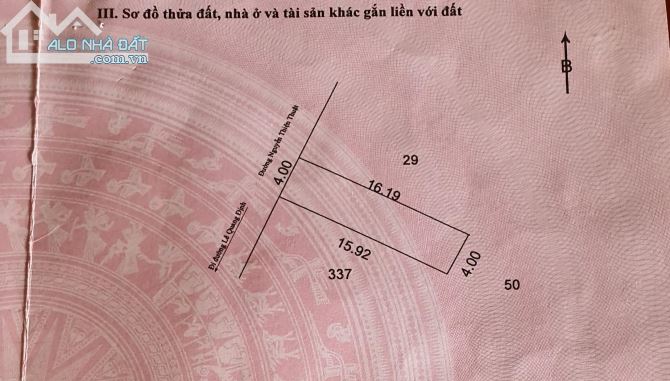 III. Sơ đồ thửa đất, nhà ở và tài sản khác gắn liền với đất
ALO NHÀ ĐẤT
.com.vn
B
Đường Nguyễn Thiện Thuật
4.00
29
16.19
Đi đường Lê Quang Định
15.92
4.00
337
50